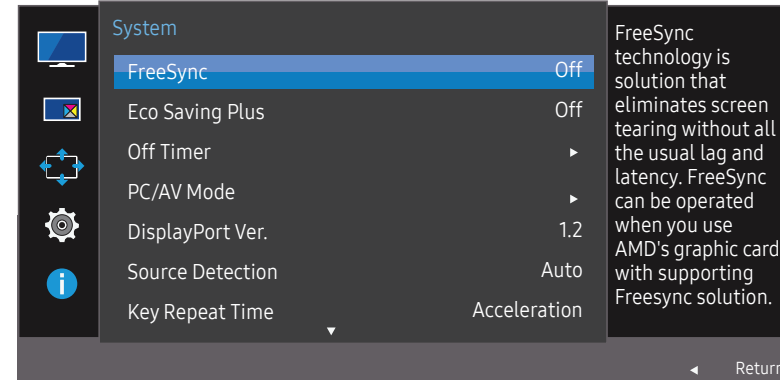 System
FreeSync Off
Eco Saving Plus Off
Off Timer
PC/AV Mode
DisplayPort Ver. 1.2
Source Detection Auto
Key Repeat Time Acceleration
FreeSync
technology is
solution that
eliminates screen
tearing without all
the usual lag and
latency. FreeSync
can be operated
when you use
AMD's graphic card
with supporting
Freesync solution.
Return